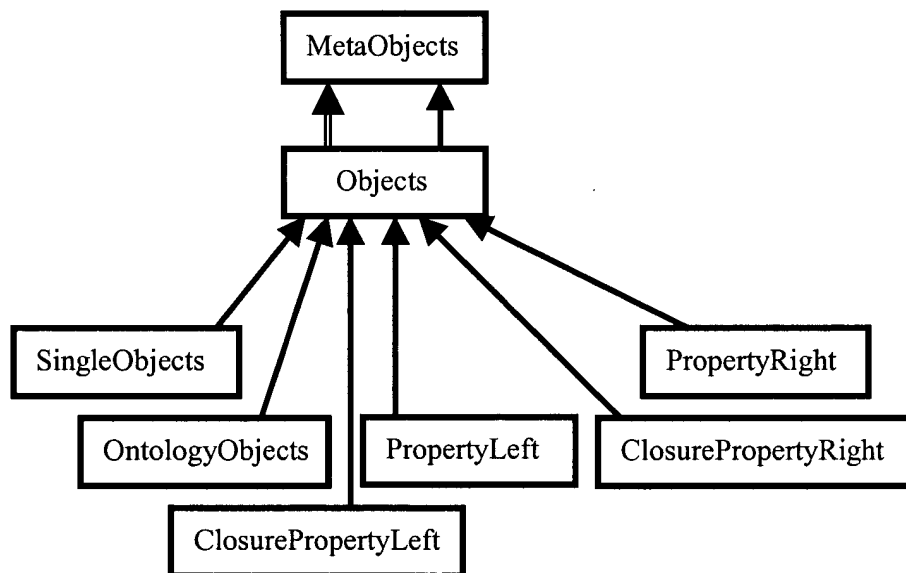 MetaObjects
Objects
SingleObjects
PropertyRight
OntologyObjects
PropertyLeft
ClosurePropertyRight
ClosurePropertyLeft